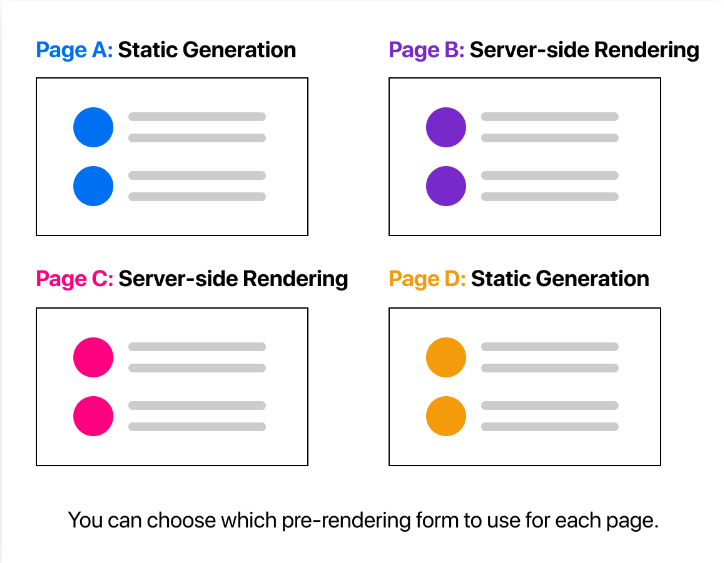 Page A: Static Generation
Page B: Server-side Rendering
Page C: Server-side Rendering
Page D: Static Generation
You can choose which pre-rendering form to use for each page.